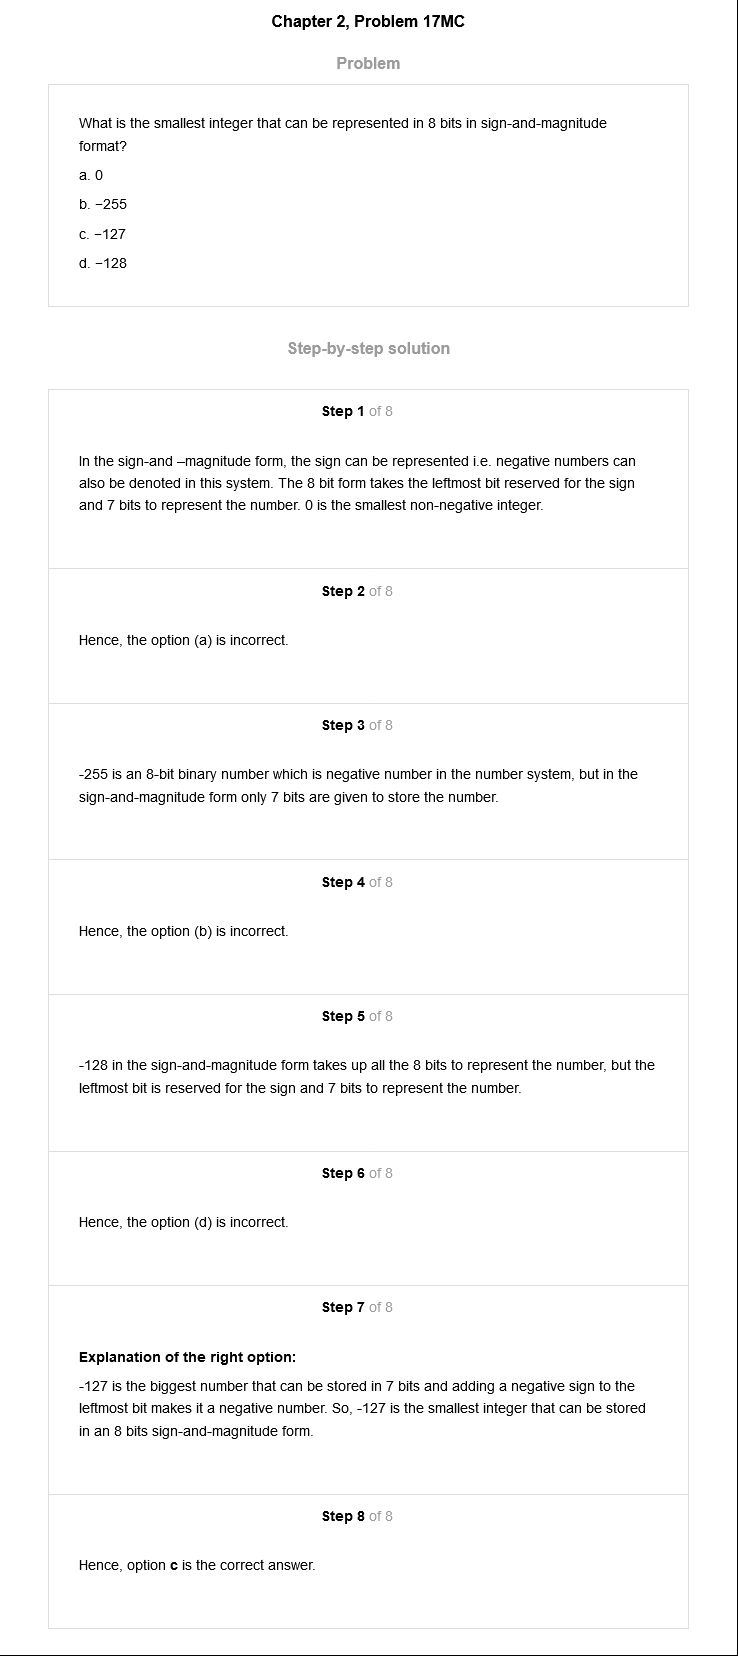 Chapter 2, Problem 17MC
Problem
What is the smallest integer that can be represented in 8 bits in sign-and-magnitude
format?
a. 0
b. −255
c. −127
d. −128
Step-by-step solution
Step 1 of 8
In the sign-and –magnitude form, the sign can be represented i.e. negative numbers can
also be denoted in this system. The 8 bit form takes the leftmost bit reserved for the sign
and 7 bits to represent the number. 0 is the smallest non-negative integer.
Step 2 of 8
Hence, the option (a) is incorrect.
Step 3 of 8
-255 is an 8-bit binary number which is negative number in the number system, but in the
sign-and-magnitude form only 7 bits are given to store the number.
Step 4 of 8
Hence, the option (b) is incorrect.
Step 5 of 8
-128 in the sign-and-magnitude form takes up all the 8 bits to represent the number, but the
leftmost bit is reserved for the sign and 7 bits to represent the number.
Step 6 of 8
Hence, the option (d) is incorrect.
Step 7 of 8
Explanation of the right option:
-127 is the biggest number that can be stored in 7 bits and adding a negative sign to the
leftmost bit makes it a negative number. So, -127 is the smallest integer that can be stored
in an 8 bits sign-and-magnitude form.
Step 8 of 8
Hence, option c is the correct answer.